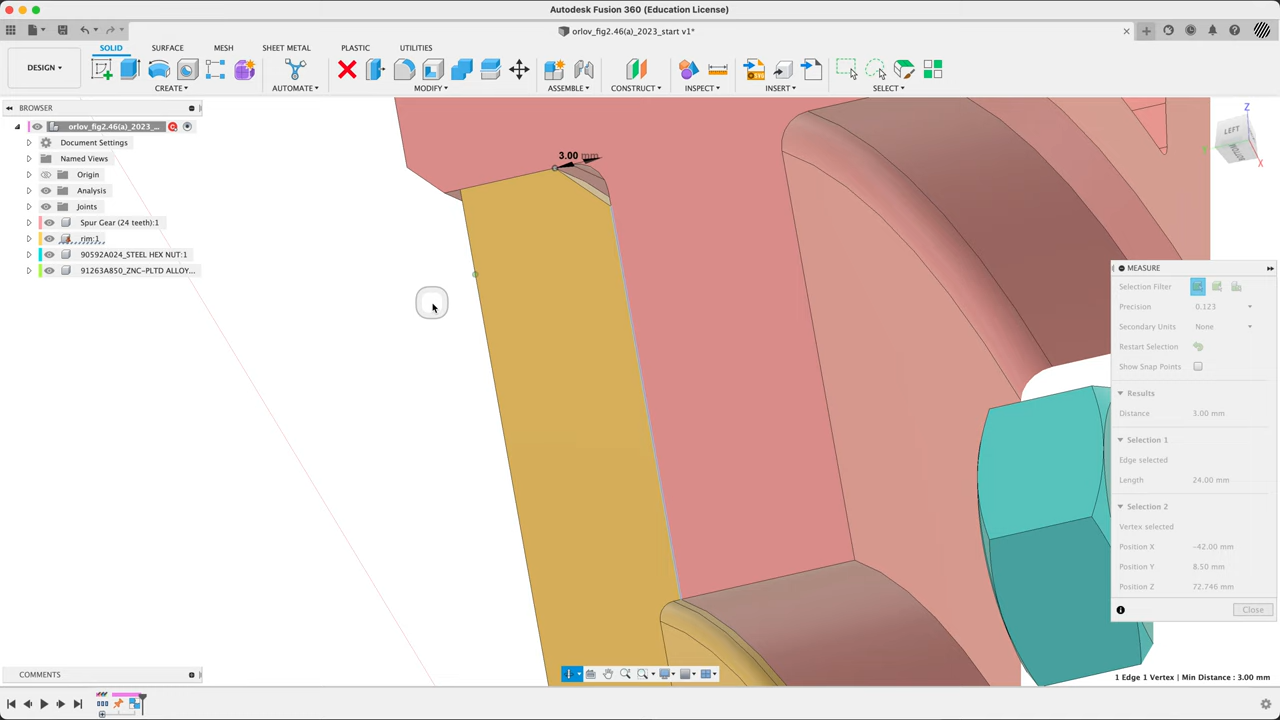 Autodesk Fusion 360 (Education License)
orlov_fig2.46(a)_2023_start v1*
DESIGN
SOLID SURFACE MESH SHEET METAL PLASTIC UTILITIES
CREATE AUTOMATE MODIFY ASSEMBLE CONSTRUCT INSPECT INSERT SELECT
BROWSER
orlov_fig2.46(a)_2023_...
Document Settings
Named Views
Origin
Analysis
Joints
Spur Gear (24 teeth):1
rim:1
90592A024_STEEL HEX NUT:1
91263A850_ZNC-PLTD ALLOY...
3.00 mm
Z
LEFT
X
MEASURE
Selection Filter
Precision 0.123
Secondary Units None
Restart Selection
Show Snap Points
Results
Distance 3.00 mm
Selection 1
Edge selected
Length 24.00 mm
Selection 2
Vertex selected
Position X -42.00 mm
Position Y 8.50 mm
Position Z 72.746 mm
Close
COMMENTS
1 Edge 1 Vertex | Min Distance : 3.00 mm